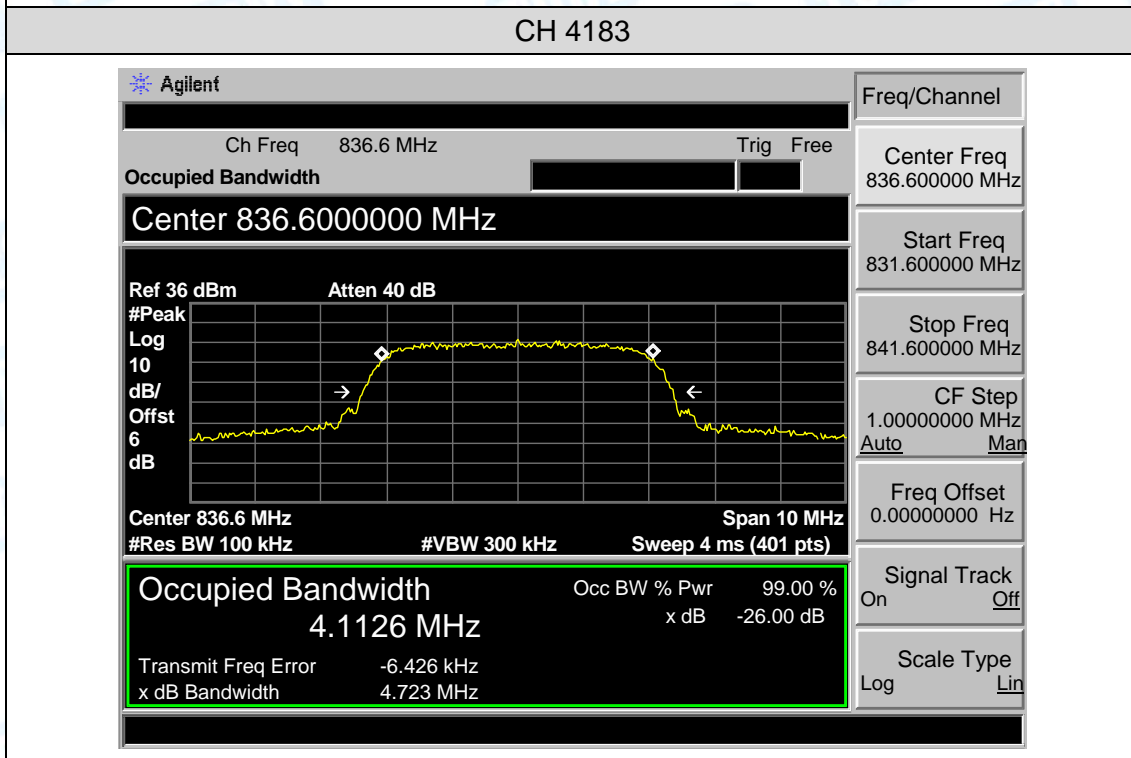 CH 4183
Agilent
Freq/Channel
Ch Freq 836.6 MHz Trig Free
Occupied Bandwidth
Center 836.6000000 MHz
Ref 36 dBm Atten 40 dB
#Peak
Log
10
dB/
Offst
6
dB
Center 836.6 MHz Span 10 MHz
#Res BW 100 kHz #VBW 300 kHz Sweep 4 ms (401 pts)
Occupied Bandwidth Occ BW % Pwr 99.00 %
4.1126 MHz x dB -26.00 dB
Transmit Freq Error -6.426 kHz
x dB Bandwidth 4.723 MHz
Center Freq
836.600000 MHz
Start Freq
831.600000 MHz
Stop Freq
841.600000 MHz
CF Step
1.00000000 MHz
Auto Man
Freq Offset
0.00000000 Hz
Signal Track
On Off
Scale Type
Log Lin